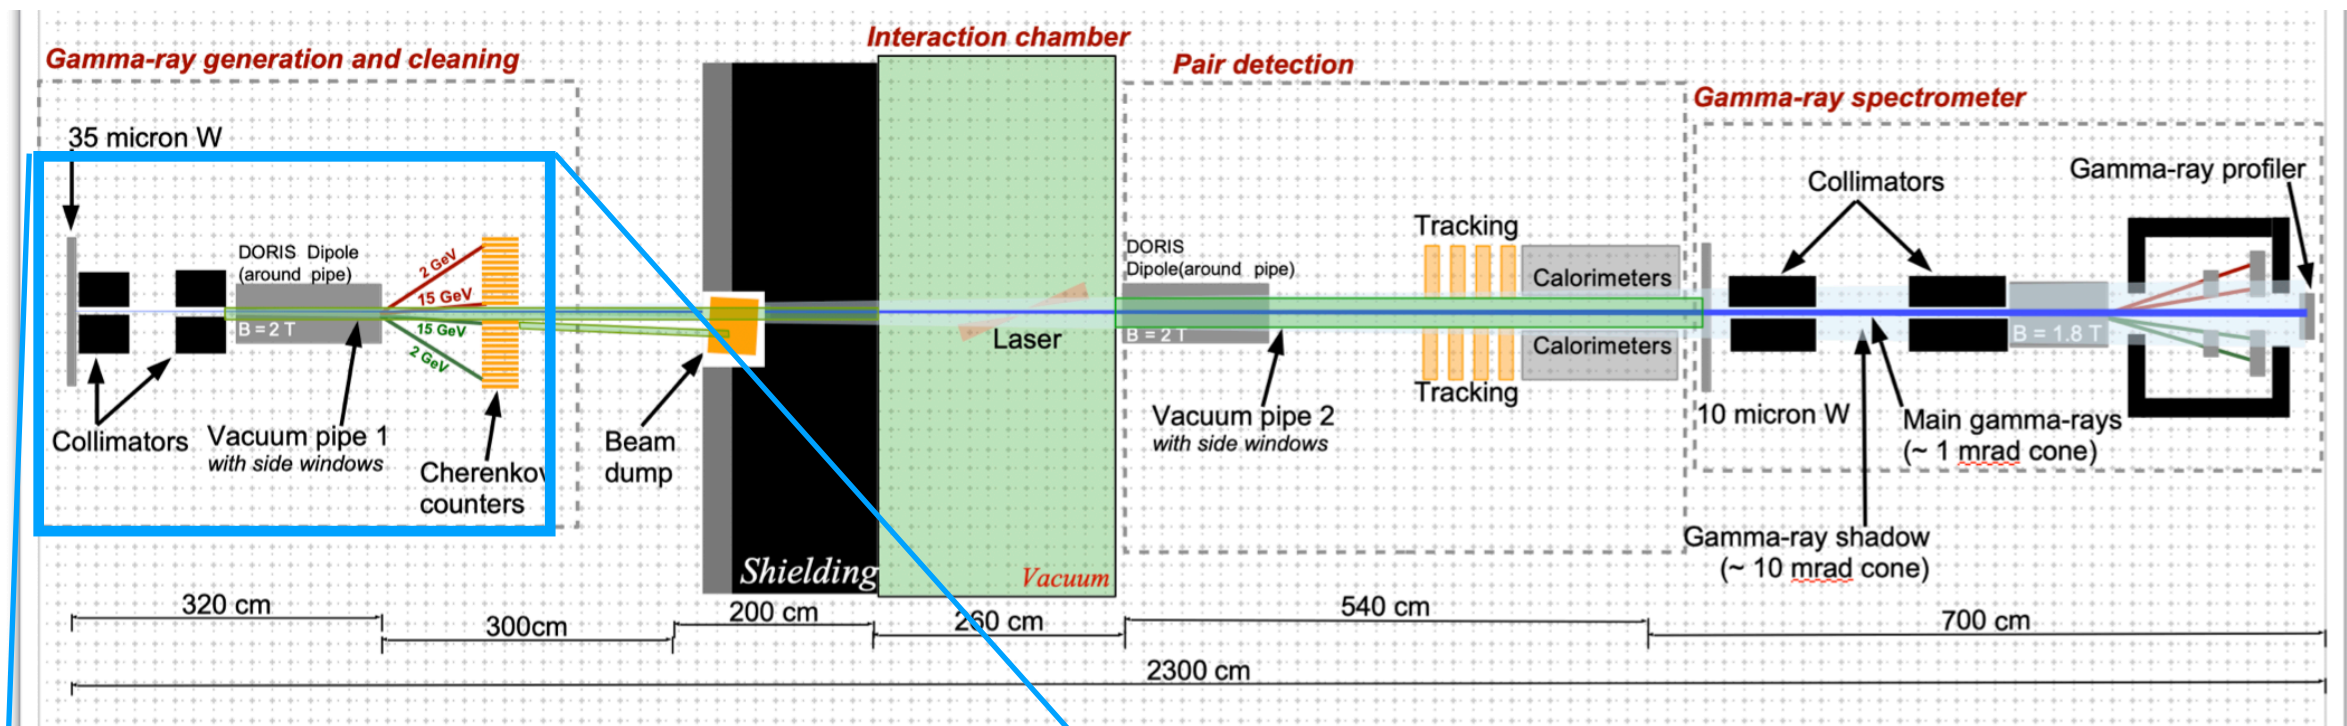 Interaction chamber
Gamma-ray generation and cleaning
Pair detection
Gamma-ray spectrometer
35 micron W
Gamma-ray profiler
Collimators
Tracking
DORIS Dipole
(around pipe)
2 GeV
15 GeV
15 GeV
2 GeV
B = 2 T
DORIS
Dipole(around pipe)
B = 2 T
Calorimeters
Calorimeters
Laser
B = 1.8 T
Tracking
Collimators
Vacuum pipe 1
with side windows
Cherenkov
counters
Beam
dump
Vacuum pipe 2
with side windows
10 micron W
Main gamma-rays
(~ 1 mrad cone)
Gamma-ray shadow
(~ 10 mrad cone)
Shielding
Vacuum
320 cm
300cm
200 cm
260 cm
540 cm
700 cm
2300 cm